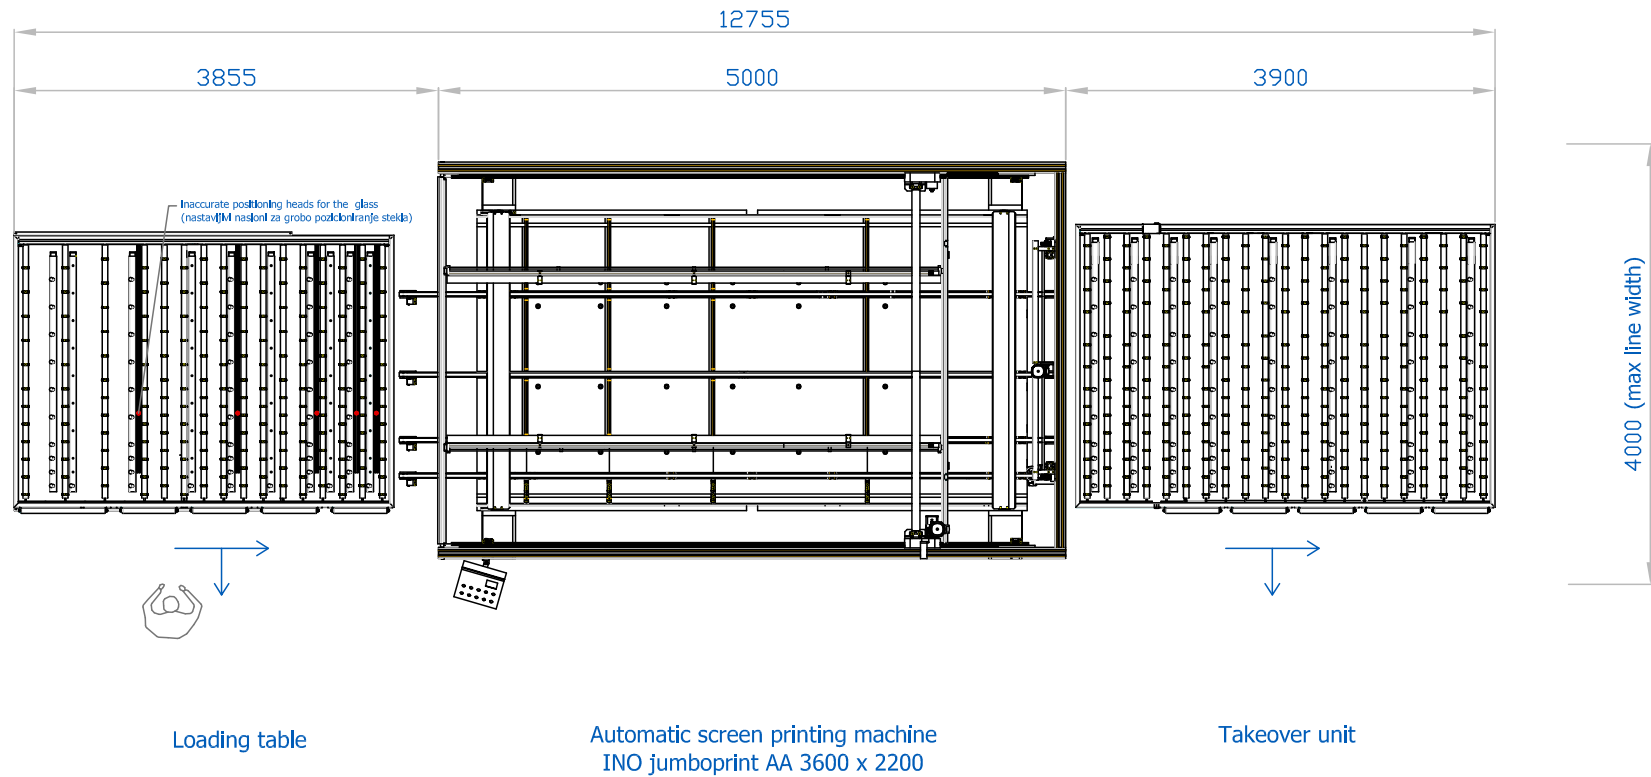 12755
3855
5000
3900
Inaccurate positioning heads for the glass
(nastavljivi nasloni za grobo pozicioniranje stekla)
4000 (max line width)
Loading table
Automatic screen printing machine
INO jumboprint AA 3600 x 2200
Takeover unit